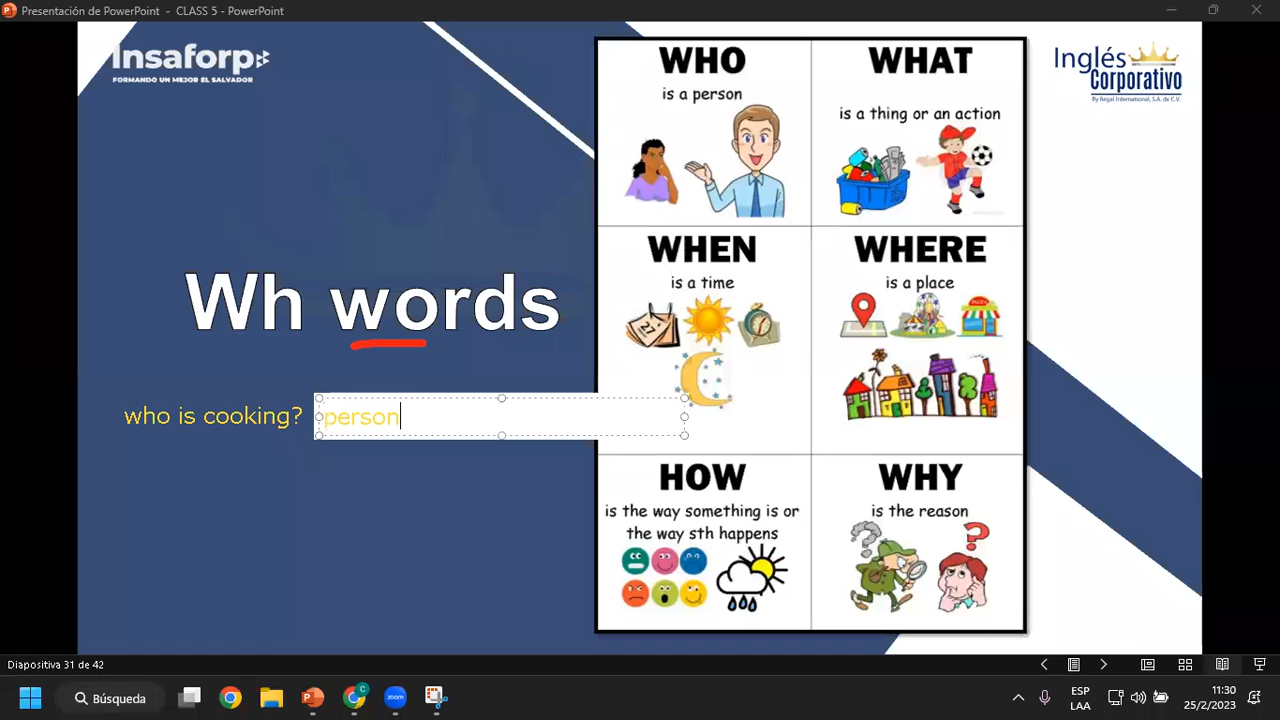 Presentación de PowerPoint - CLASS 5 - PowerPoint
Insaforp
FORMANDO UN MEJOR EL SALVADOR
Inglés
Corporativo
By Regal International, S.A. de C.V.
Wh words
who is cooking?
person
WHO
is a person
WHAT
is a thing or an action
WHEN
is a time
27
WHERE
is a place
HOW
is the way something is or
the way sth happens
WHY
is the reason
Diapositiva 31 de 42
Búsqueda
zoom
ESP
LAA
11:30
25/2/2023